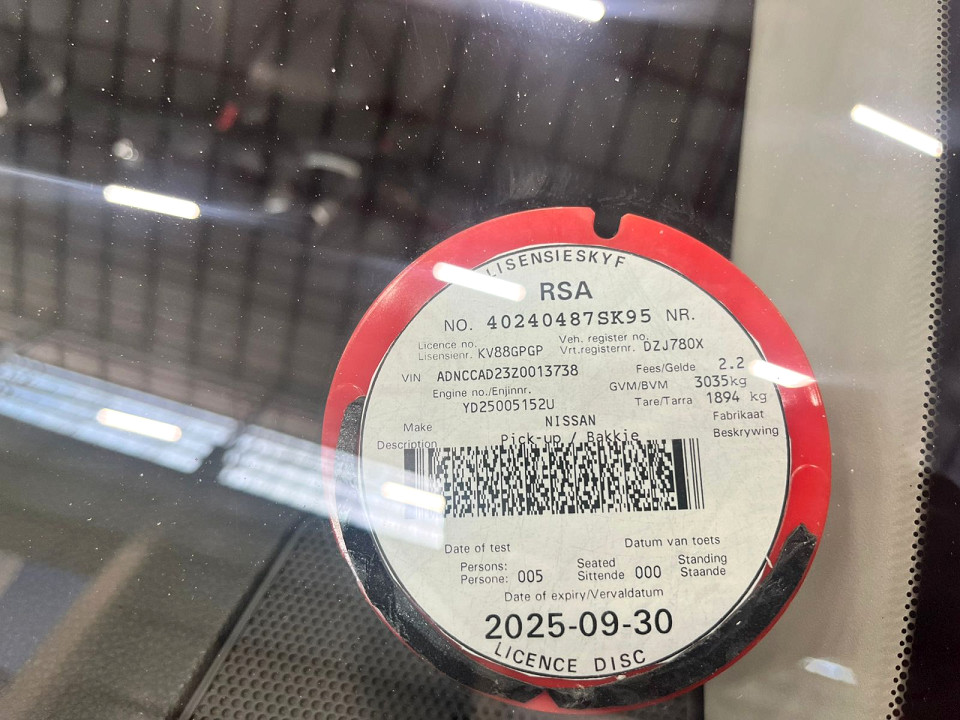 LISENSIESKYF
RSA
NO. 40240487SK95 NR.
Licence no. Veh. register no.
Lisensienr. KV88GPGP Vrt.registernr. DZJ780X
VIN ADNCCAD23Z0013738 Fees/Gelde 2.2
Engine no./Enjinnr. GVM/BVM 3035kg
YD25005152U Tare/Tarra 1894 kg
Make NISSAN Fabrikaat
Description Pick-up / Bakkie Beskrywing
Date of test Datum van toets
Persons: Seated Standing
Persone: 005 Sittende 000 Staande
Date of expiry/Vervaldatum
2025-09-30
LICENCE DISC